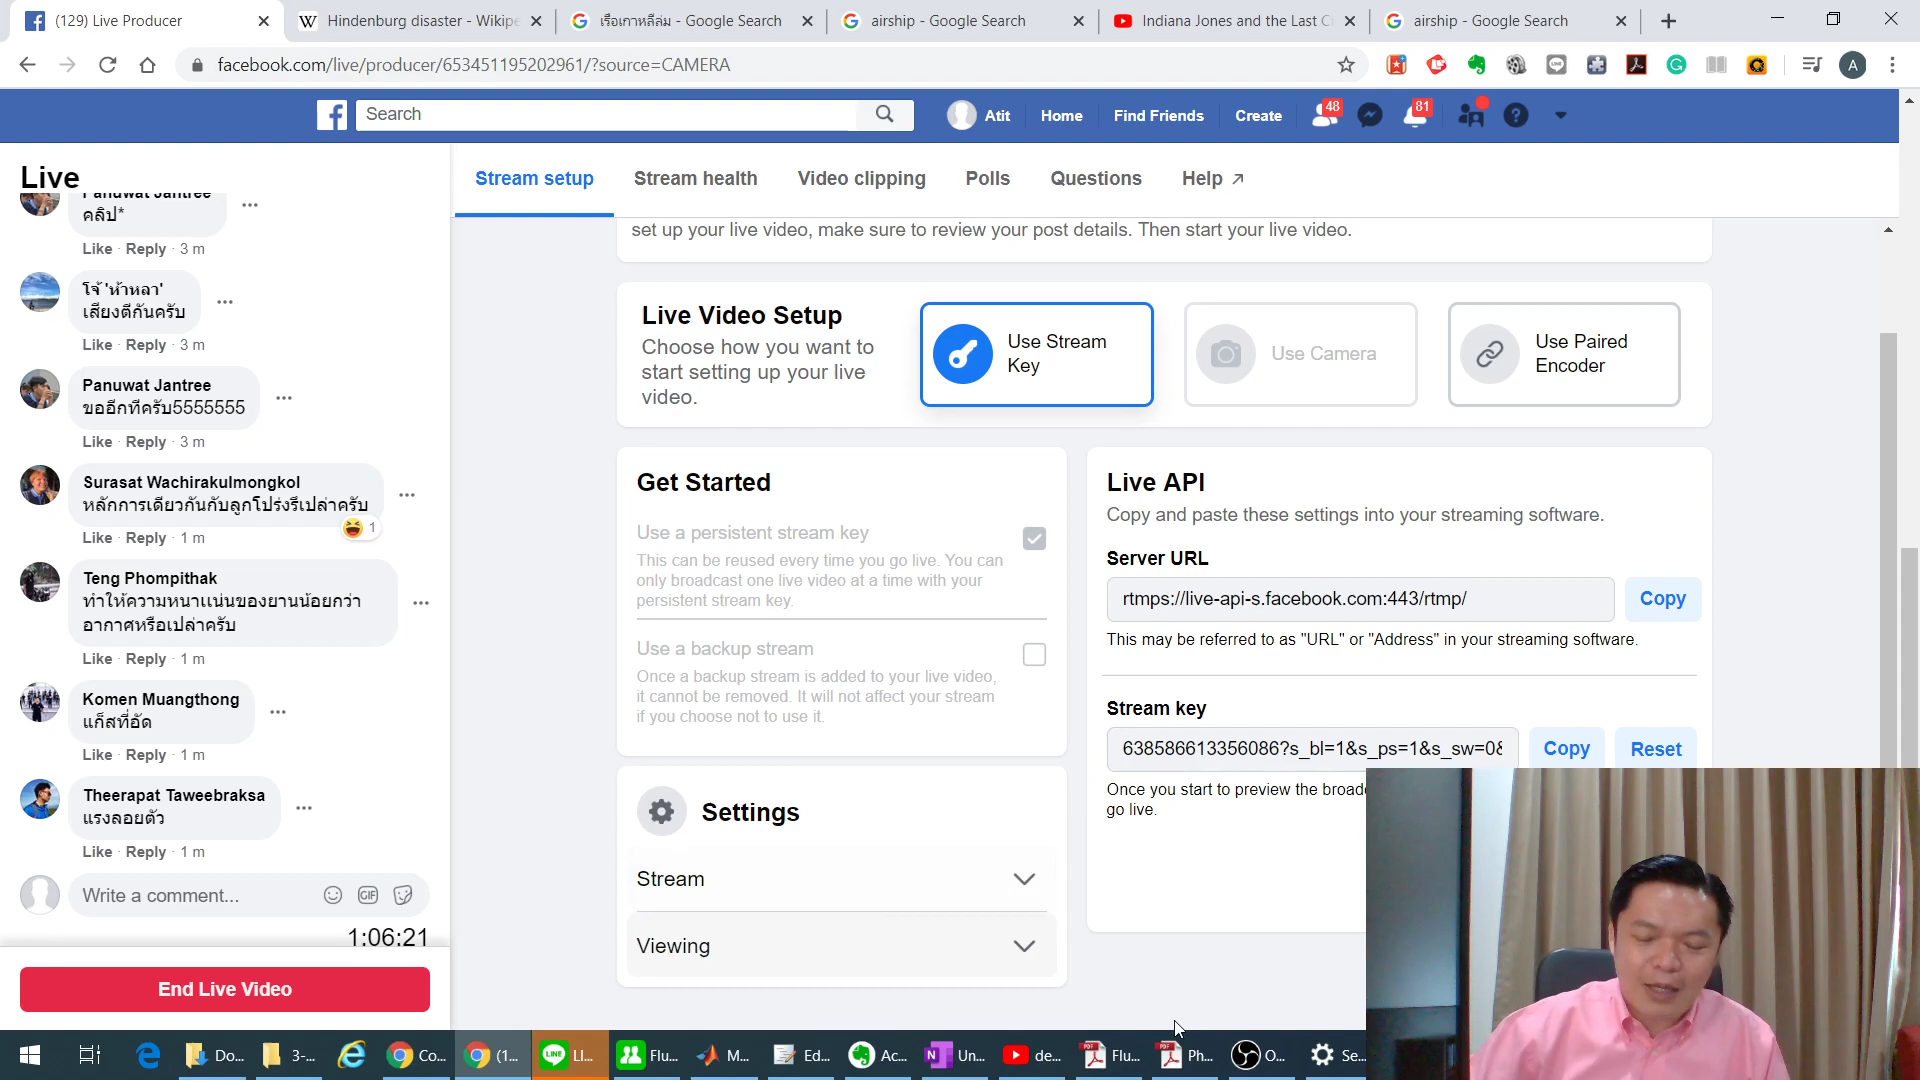 (129) Live Producer
Hindenburg disaster - Wikipe
เรือเกาหลีล่ม - Google Search
airship - Google Search
Indiana Jones and the Last C
airship - Google Search
facebook.com/live/producer/653451195202961/?source=CAMERA
A
Search
Atit
Home
Find Friends
Create
48
81
Live
Stream setup
Stream health
Video clipping
Polls
Questions
Help
Panuwat Jantree
คลิป*
Like · Reply · 3 m
โจ้ 'ห้าหลา'
เสียงตีกันครับ
Like · Reply · 3 m
Panuwat Jantree
ขออีกทีครับ5555555
Like · Reply · 3 m
Surasat Wachirakulmongkol
หลักการเดียวกันกับลูกโปร่งรึเปล่าครับ
1
Like · Reply · 1 m
Teng Phompithak
ทำให้ความหนาแน่นของยานน้อยกว่า
อากาศหรือเปล่าครับ
Like · Reply · 1 m
Komen Muangthong
แก็สที่อัด
Like · Reply · 1 m
Theerapat Taweebraksa
แรงลอยตัว
Like · Reply · 1 m
Write a comment...
GIF
1:06:21
End Live Video
set up your live video, make sure to review your post details. Then start your live video.
Live Video Setup
Choose how you want to
start setting up your live
video.
Use Stream
Key
Use Camera
Use Paired
Encoder
Get Started
Use a persistent stream key
This can be reused every time you go live. You can
only broadcast one live video at a time with your
persistent stream key.
Use a backup stream
Once a backup stream is added to your live video,
it cannot be removed. It will not affect your stream
if you choose not to use it.
Settings
Stream
Viewing
Live API
Copy and paste these settings into your streaming software.
Server URL
rtmps://live-api-s.facebook.com:443/rtmp/
Copy
This may be referred to as "URL" or "Address" in your streaming software.
Stream key
638586613356086?s_bl=1&s_ps=1&s_sw=0&
Copy
Reset
Once you start to preview the broad
go live.
Do...
3-...
Co...
(1...
LI...
Flu...
M...
Ed...
Ac...
Un...
de...
Flu...
Ph...
O...
Se...